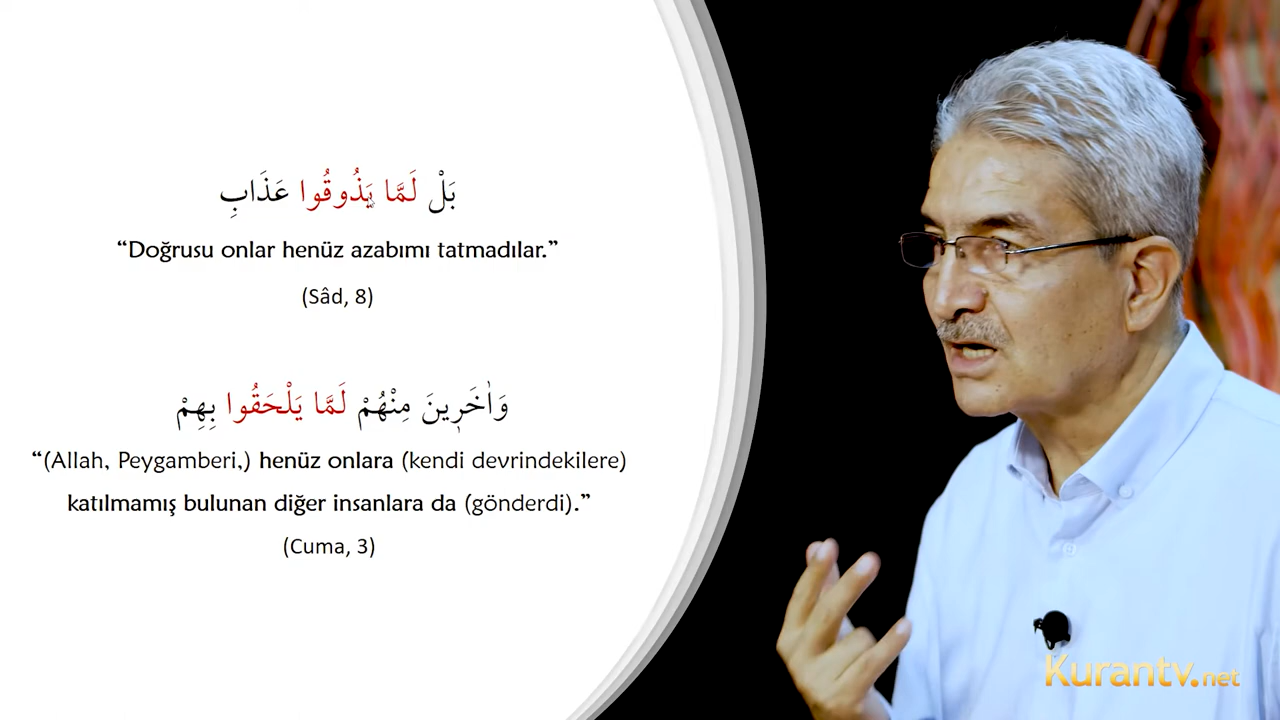 بَلْ لَمَّا يَذُوقُوا عَذَابِ
“Doğrusu onlar henüz azabımı tatmadılar.”
(Sâd, 8)
وَاٰخَرٖينَ مِنْهُمْ لَمَّا يَلْحَقُوا بِهِمْ
“(Allah, Peygamberi,) henüz onlara (kendi devrindekilere)
katılmamış bulunan diğer insanlara da (gönderdi).”
(Cuma, 3)
Kurantv.net